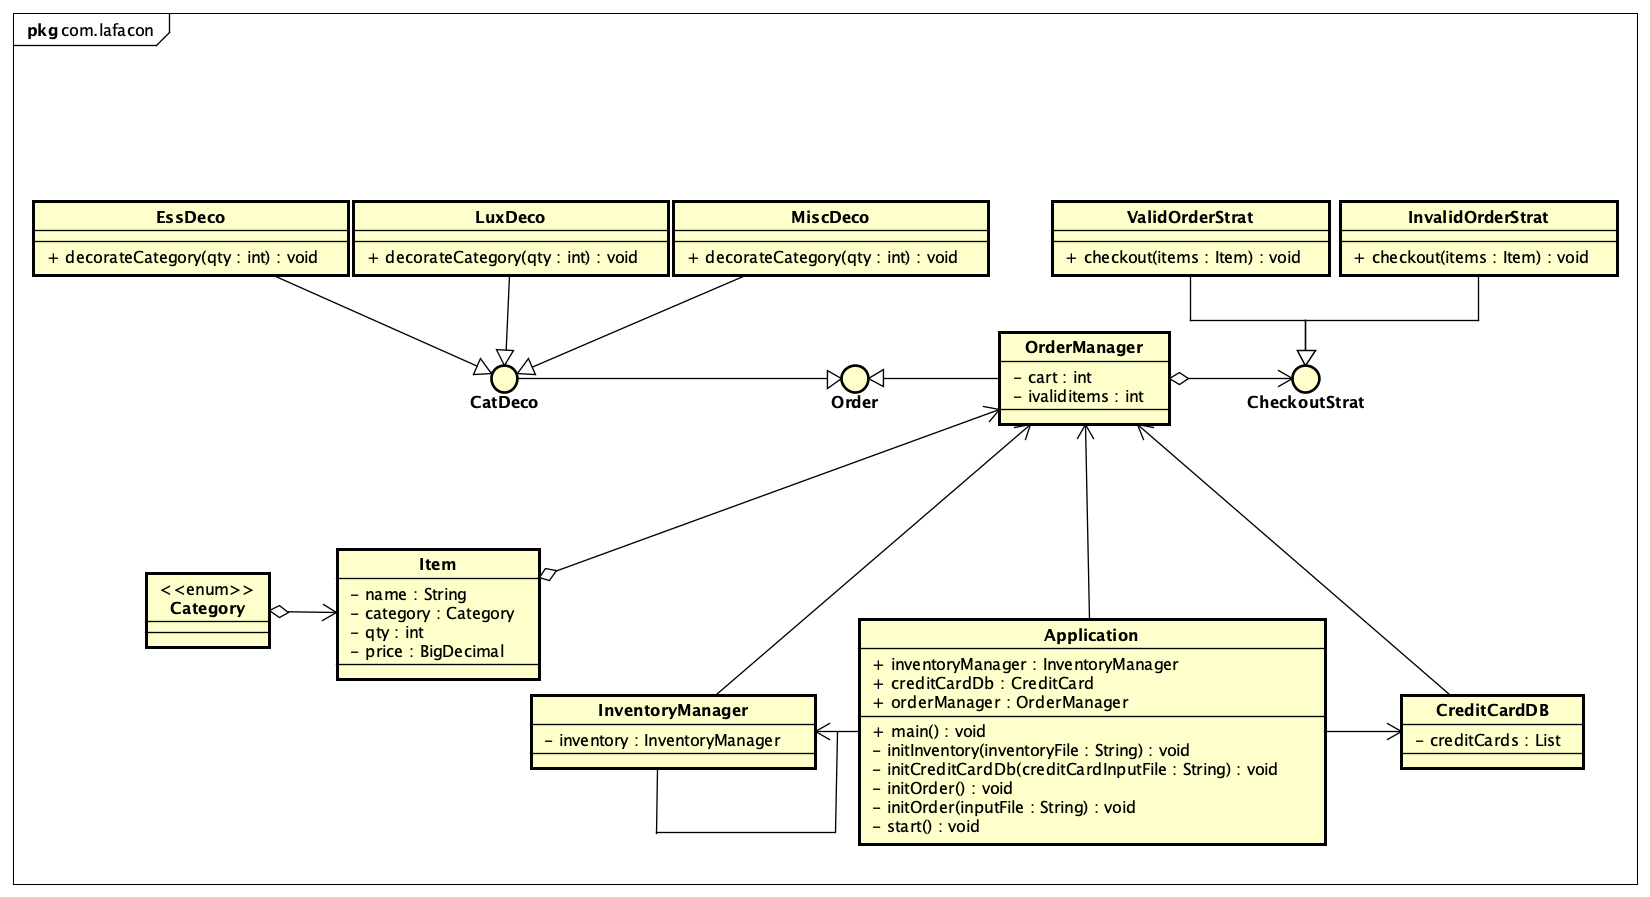 pkg com.lafacon
EssDeco
+ decorateCategory(qty : int) : void
LuxDeco
+ decorateCategory(qty : int) : void
MiscDeco
+ decorateCategory(qty : int) : void
ValidOrderStrat
+ checkout(items : Item) : void
InvalidOrderStrat
+ checkout(items : Item) : void
CatDeco
Order
OrderManager
- cart : int
- ivaliditems : int
CheckoutStrat
<<enum>>
Category
Item
- name : String
- category : Category
- qty : int
- price : BigDecimal
InventoryManager
- inventory : InventoryManager
Application
+ inventoryManager : InventoryManager
+ creditCardDb : CreditCard
+ orderManager : OrderManager
+ main() : void
- initInventory(inventoryFile : String) : void
- initCreditCardDb(creditCardInputFile : String) : void
- initOrder() : void
- initOrder(inputFile : String) : void
- start() : void
CreditCardDB
- creditCards : List